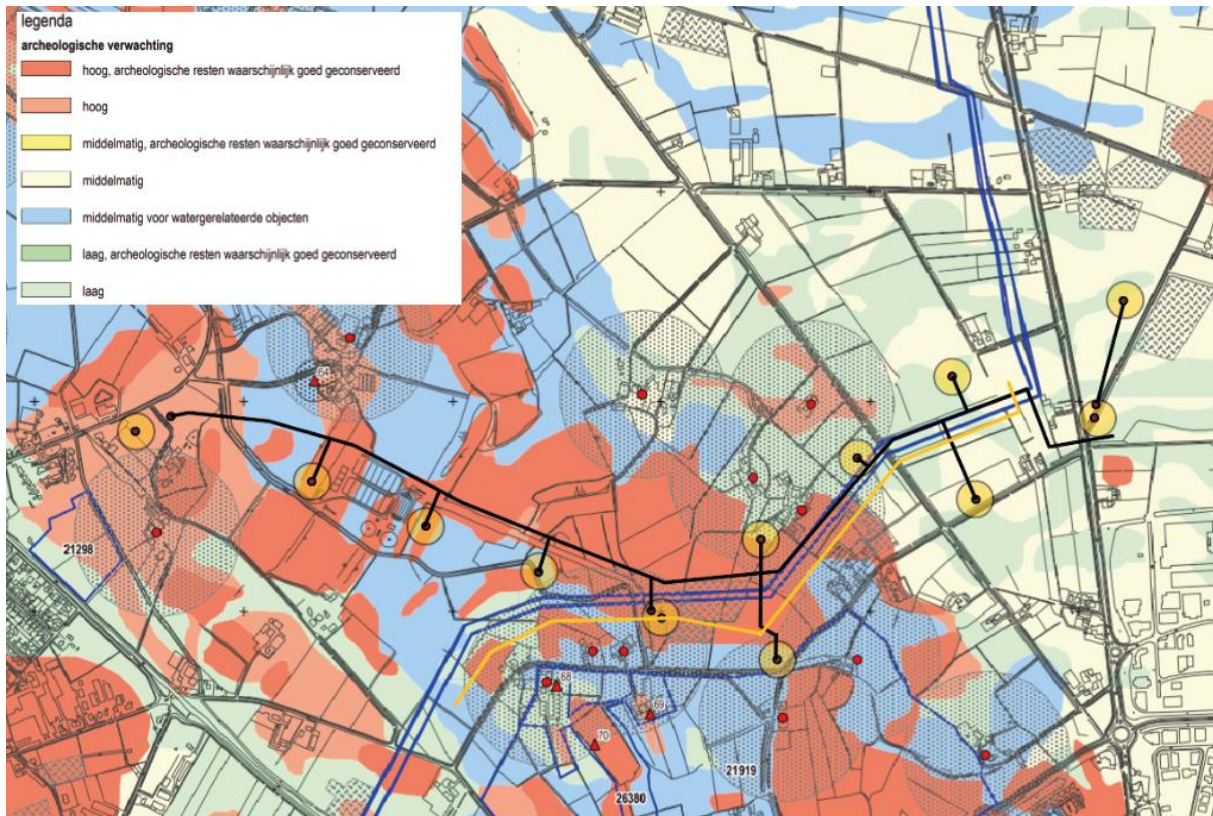 legenda
archeologische verwachting
hoog, archeologische resten waarschijnlijk goed geconserveerd
hoog
middelmatig, archeologische resten waarschijnlijk goed geconserveerd
middelmatig
middelmatig voor watergerelateerde objecten
laag, archeologische resten waarschijnlijk goed geconserveerd
laag
64
21298
68
69
70
21919
26380